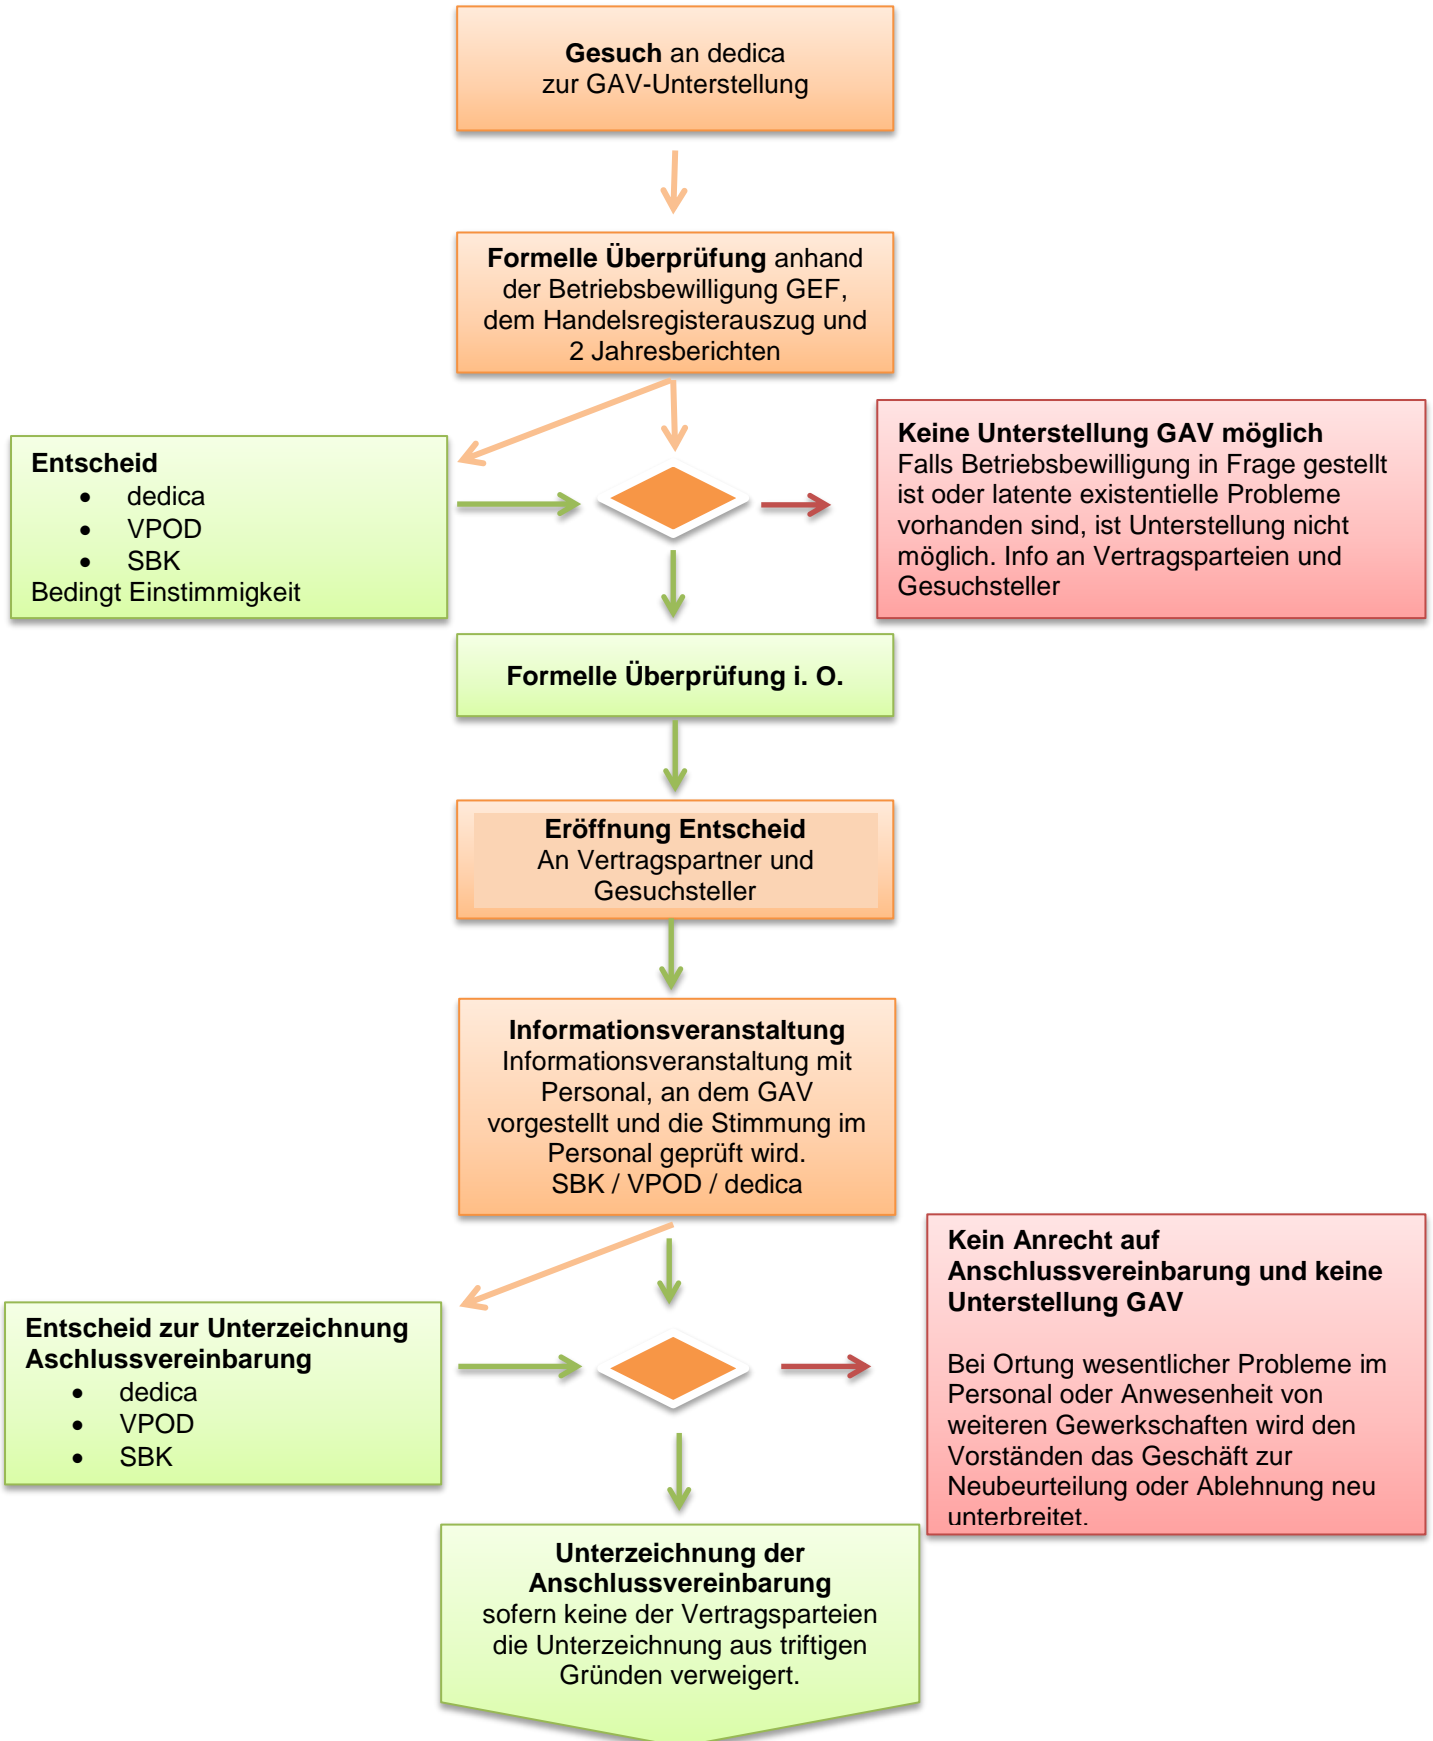 Gesuch an dedica
zur GAV-Unterstellung
Formelle Überprüfung anhand
der Betriebsbewilligung GEF,
dem Handelsregisterauszug und
2 Jahresberichten
Entscheid
• dedica
• VPOD
• SBK
Bedingt Einstimmigkeit
Keine Unterstellung GAV möglich
Falls Betriebsbewilligung in Frage gestellt
ist oder latente existentielle Probleme
vorhanden sind, ist Unterstellung nicht
möglich. Info an Vertragsparteien und
Gesuchsteller
Formelle Überprüfung i. O.
Eröffnung Entscheid
An Vertragspartner und
Gesuchsteller
Informationsveranstaltung
Informationsveranstaltung mit
Personal, an dem GAV
vorgestellt und die Stimmung im
Personal geprüft wird.
SBK / VPOD / dedica
Entscheid zur Unterzeichnung
Aschlussvereinbarung
• dedica
• VPOD
• SBK
Kein Anrecht auf
Anschlussvereinbarung und keine
Unterstellung GAV
Bei Ortung wesentlicher Probleme im
Personal oder Anwesenheit von
weiteren Gewerkschaften wird den
Vorständen das Geschäft zur
Neubeurteilung oder Ablehnung neu
unterbreitet.
Unterzeichnung der
Anschlussvereinbarung
sofern keine der Vertragsparteien
die Unterzeichnung aus triftigen
Gründen verweigert.